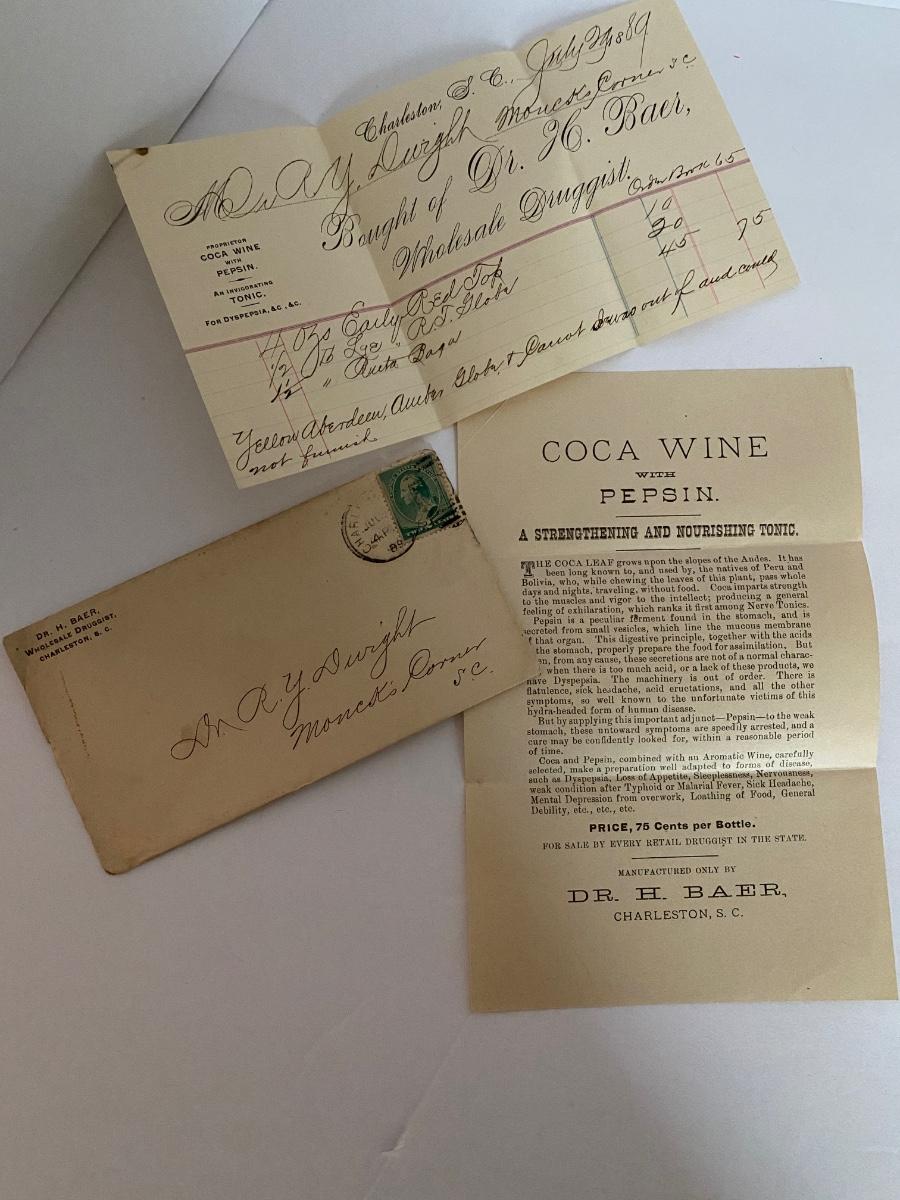 Charleston, S. C., July 1889
Dr R Y. Dwight Moncks Corner S C
Bought of Dr. H. Baer,
Wholesale Druggist.
PROPRIETOR
COCA WINE
WITH
PEPSIN.
AN INVIGORATING
TONIC.
FOR DYSPEPSIA, &C., &C.
Order Book 65
4 Ozs Early Red Top 10
1/2 lb Lge " R. T. Globe 20
1/2 " Ruta Baga 45 75
Yellow Aberdeen, Amber Globe, & Carrot was out of and could
not furnish
DR. H. BAER,
WHOLESALE DRUGGIST,
CHARLESTON, S. C.
JUL
4 P
89
Dr. R. Y. Dwight
Moncks Corner
S C.
COCA WINE
WITH
PEPSIN.
A STRENGTHENING AND NOURISHING TONIC.
THE COCA LEAF grows upon the slopes of the Andes. It has
been long known to, and used by, the natives of Peru and
Bolivia, who, while chewing the leaves of this plant, pass whole
days and nights, traveling, without food. Coca imparts strength
to the muscles and vigor to the intellect; producing a general
feeling of exhilaration, which ranks it first among Nerve Tonics.
Pepsin is a peculiar ferment found in the stomach, and is
secreted from small vesicles, which line the mucous membrane
of that organ. This digestive principle, together with the acids
the stomach, properly prepare the food for assimilation. But
en, from any cause, these secretions are not of a normal charac-
, when there is too much acid, or a lack of these products, we
have Dyspepsia. The machinery is out of order. There is
flatulence, sick headache, acid eructations, and all the other
symptoms, so well known to the unfortunate victims of this
hydra-headed form of human disease.
But by supplying this important adjunct—Pepsin—to the weak
stomach, these untoward symptoms are speedily arrested, and a
cure may be confidently looked for, within a reasonable period
of time.
Coca and Pepsin, combined with an Aromatic Wine, carefully
selected, make a preparation well adapted to forms of disease,
such as Dyspepsia, Loss of Appetite, Sleeplessness, Nervousness,
weak condition after Typhoid or Malarial Fever, Sick Headache,
Mental Depression from overwork, Loathing of Food, General
Debility, etc., etc., etc.
PRICE, 75 Cents per Bottle.
FOR SALE BY EVERY RETAIL DRUGGIST IN THE STATE.
MANUFACTURED ONLY BY
DR. H. BAER,
CHARLESTON, S. C.